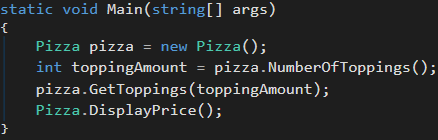 static void Main(string[] args)
{
    Pizza pizza = new Pizza();
    int toppingAmount = pizza.NumberOfToppings();
    pizza.GetToppings(toppingAmount);
    Pizza.DisplayPrice();
}